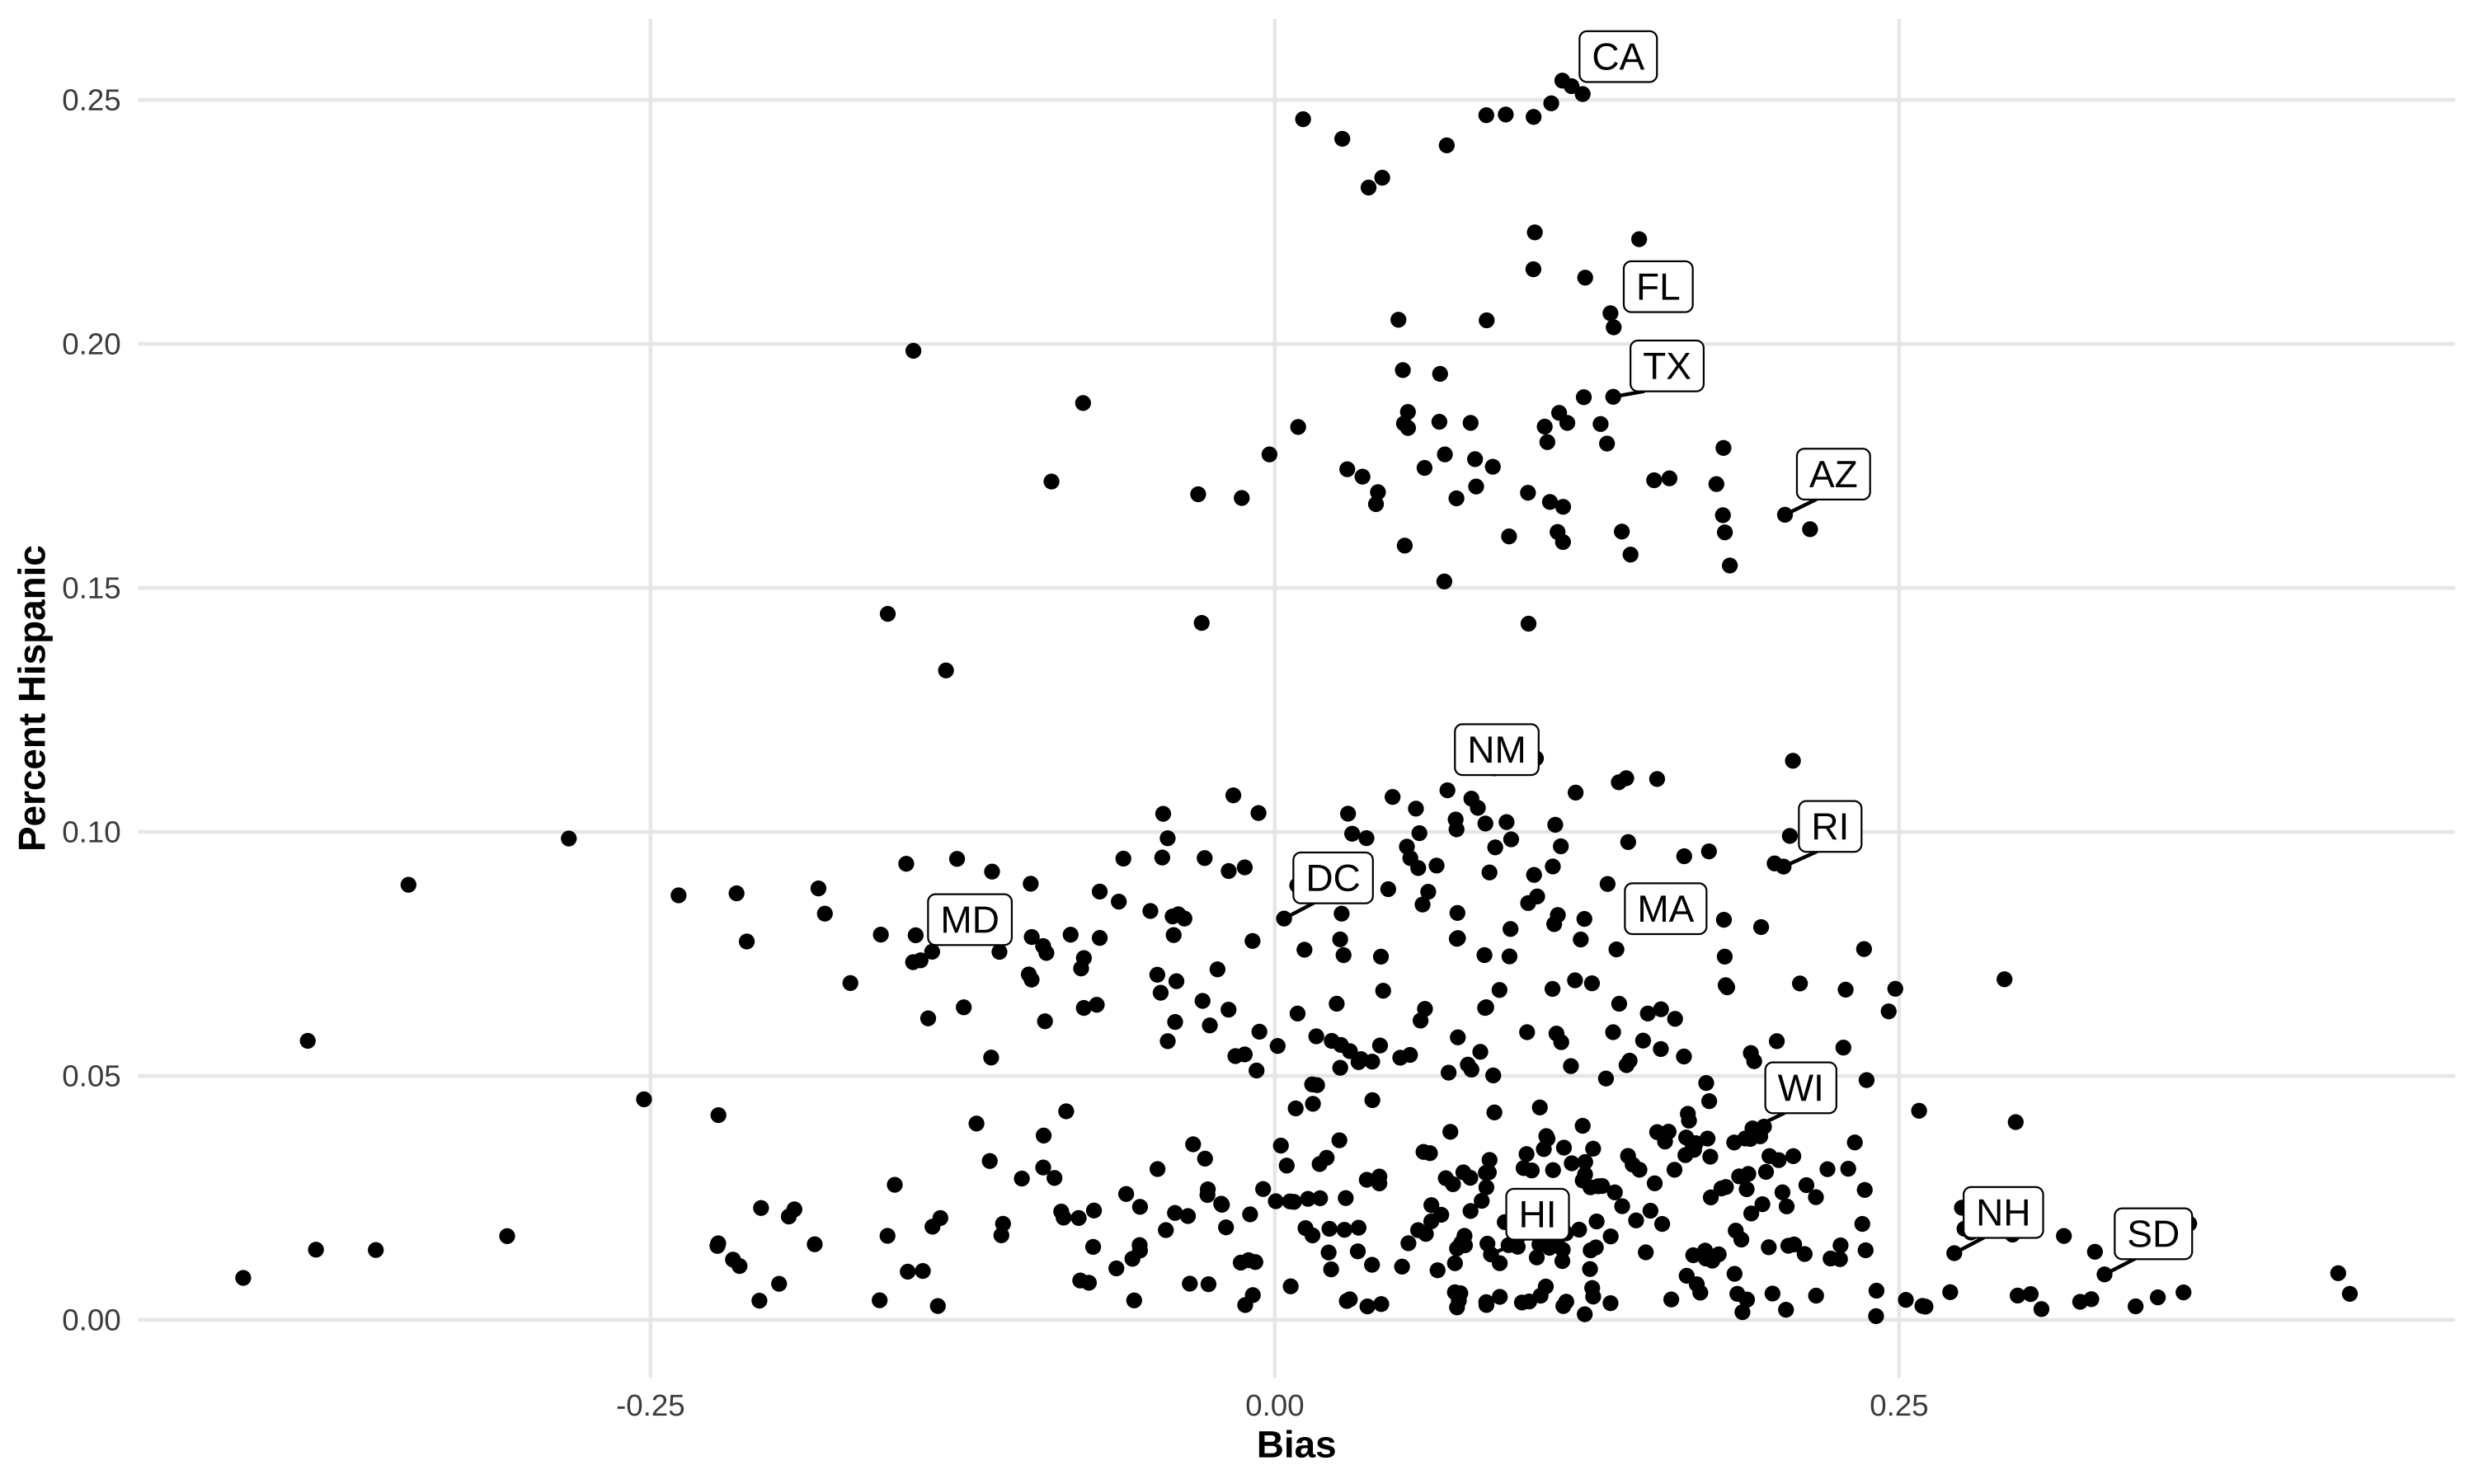 CA
0.25
FL
0.20
TX
AZ
0.15
Percent Hispanic
NM
RI
0.10
DC
MA
MD
0.05
WI
NH
HI
SD
0.00
-0.25 0.00 0.25
Bias